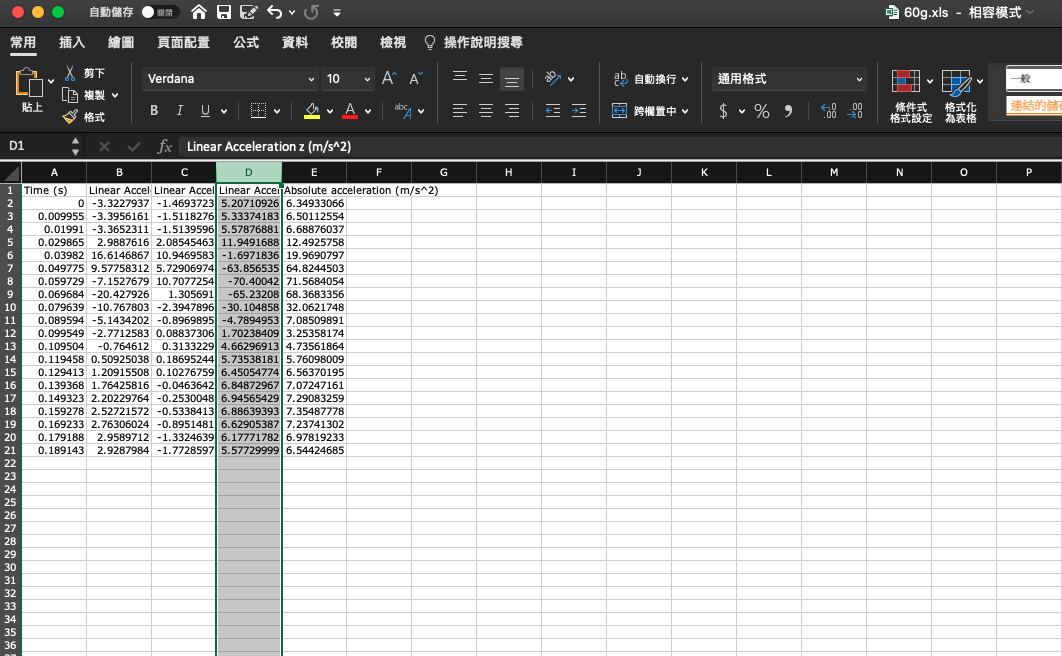 自動儲存 關閉 60g.xls - 相容模式
常用 插入 繪圖 頁面配置 公式 資料 校閱 檢視 操作說明搜尋
貼上 剪下 複製 格式
Verdana 10 A^ A
B I U A abc A
ab c 自動換行
跨欄置中
通用格式
$ % 9 .00 .00
條件式 格式設定 格式化 為表格
一般
連結的儲存
D1 fx Linear Acceleration z (m/s^2)
A B C D E F G H I J K L M N O P
1 Time (s) Linear Accel Linear Accel Linear Accel Absolute acceleration (m/s^2)
2 0 -3.3227937 -1.4693723 5.20710926 6.34933066
3 0.009955 -3.3956161 -1.5118276 5.33374183 6.50112554
4 0.01991 -3.3652311 -1.5139596 5.57876881 6.68876037
5 0.029865 2.9887616 2.08545463 11.9491688 12.4925758
6 0.03982 16.6146867 10.9469583 -1.6971836 19.9690797
7 0.049775 9.57758312 5.72906974 -63.856535 64.8244503
8 0.059729 -7.1527679 10.7077254 -70.40042 71.5684054
9 0.069684 -20.427926 1.305691 -65.23208 68.3683356
10 0.079639 -10.767803 -2.3947896 -30.104858 32.0621748
11 0.089594 -5.1434202 -0.8969895 -4.7894953 7.08509891
12 0.099549 -2.7712583 0.08837306 1.70238409 3.25358174
13 0.109504 -0.764612 0.3133229 4.66296913 4.73561864
14 0.119458 0.50925038 0.18695244 5.73538181 5.76098009
15 0.129413 1.20915508 0.10276759 6.45054774 6.56370195
16 0.139368 1.76425816 -0.0463642 6.84872967 7.07247161
17 0.149323 2.20229764 -0.2530048 6.94565429 7.29083259
18 0.159278 2.52721572 -0.5338413 6.88639393 7.35487778
19 0.169233 2.76306024 -0.8951481 6.62905387 7.23741302
20 0.179188 2.9589712 -1.3324639 6.17771782 6.97819233
21 0.189143 2.9287984 -1.7728597 5.57729999 6.54424685
22
23
24
25
26
27
28
29
30
31
32
33
34
35
36